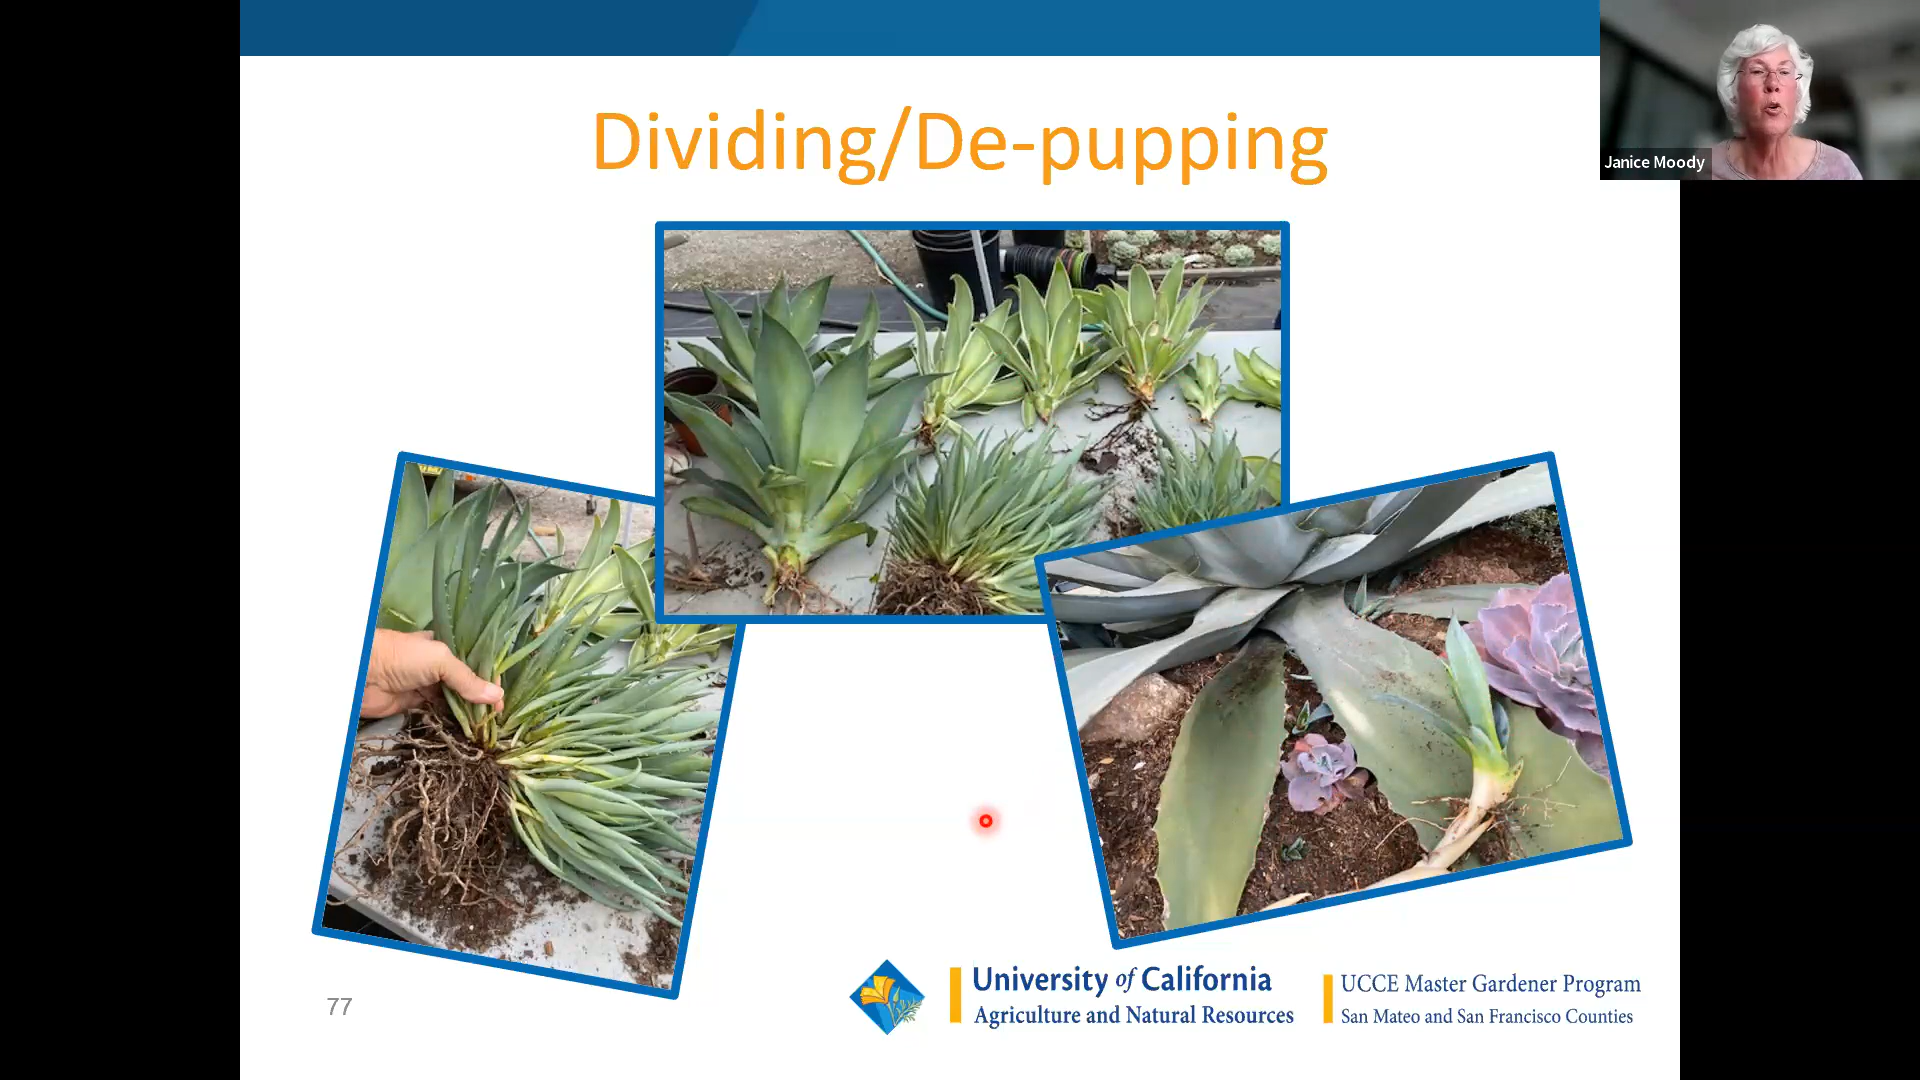 Dividing/De-pupping
Janice Moody
77
University of California
Agriculture and Natural Resources
UCCE Master Gardener Program
San Mateo and San Francisco Counties